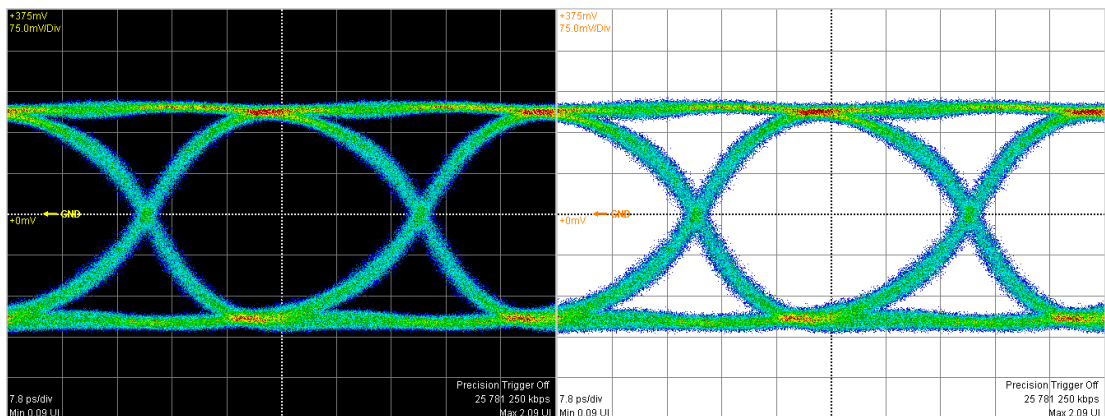 +375mV
75.0mV/Div
GND
+0mV
Precision Trigger Off
7.8 ps/div
25 781 250 kbps
Min 0.09 UI
Max 2.09 UI
+375mV
75.0mV/Div
GND
+0mV
Precision Trigger Off
7.8 ps/div
25 781 250 kbps
Min 0.09 UI
Max 2.09 UI